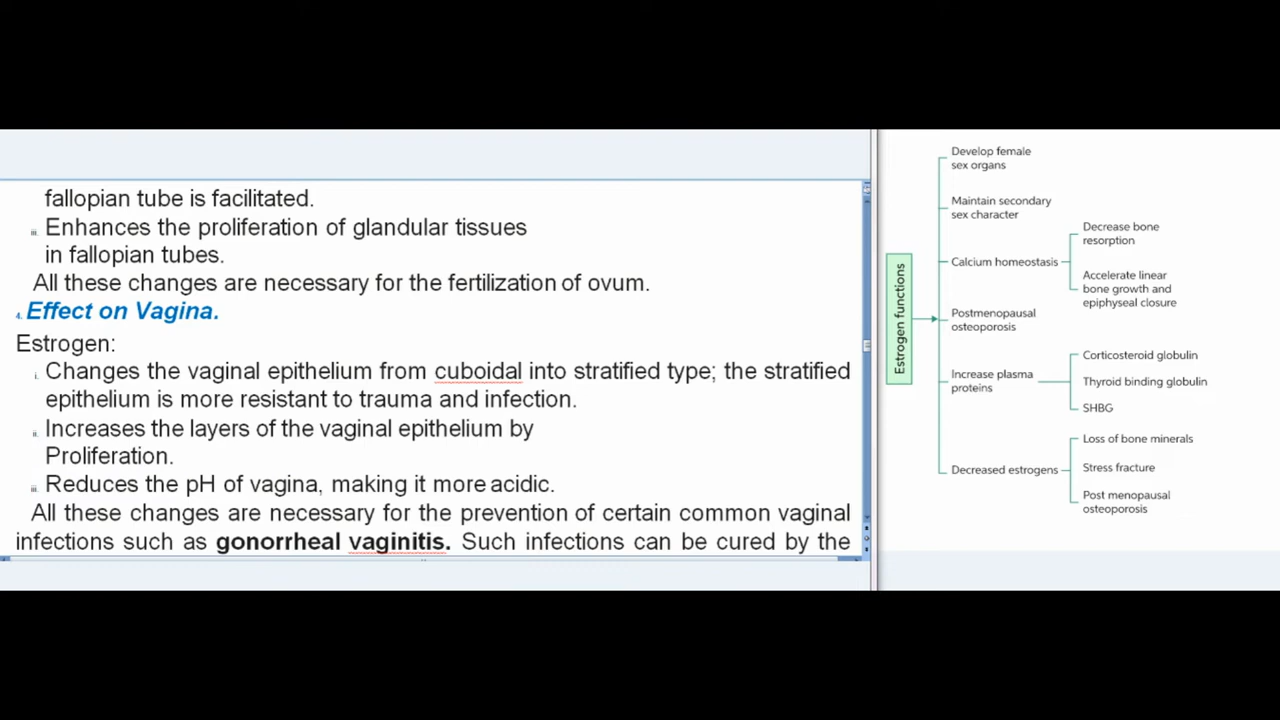 fallopian tube is facilitated.
iii. Enhances the proliferation of glandular tissues
in fallopian tubes.
All these changes are necessary for the fertilization of ovum.
4. Effect on Vagina.
Estrogen:
i. Changes the vaginal epithelium from cuboidal into stratified type; the stratified
epithelium is more resistant to trauma and infection.
ii. Increases the layers of the vaginal epithelium by
Proliferation.
iii. Reduces the pH of vagina, making it more acidic.
All these changes are necessary for the prevention of certain common vaginal
infections such as gonorrheal vaginitis. Such infections can be cured by the
Estrogen functions
Develop female
sex organs
Maintain secondary
sex character
Calcium homeostasis
Decrease bone
resorption
Accelerate linear
bone growth and
epiphyseal closure
Postmenopausal
osteoporosis
Increase plasma
proteins
Corticosteroid globulin
Thyroid binding globulin
SHBG
Decreased estrogens
Loss of bone minerals
Stress fracture
Post menopausal
osteoporosis